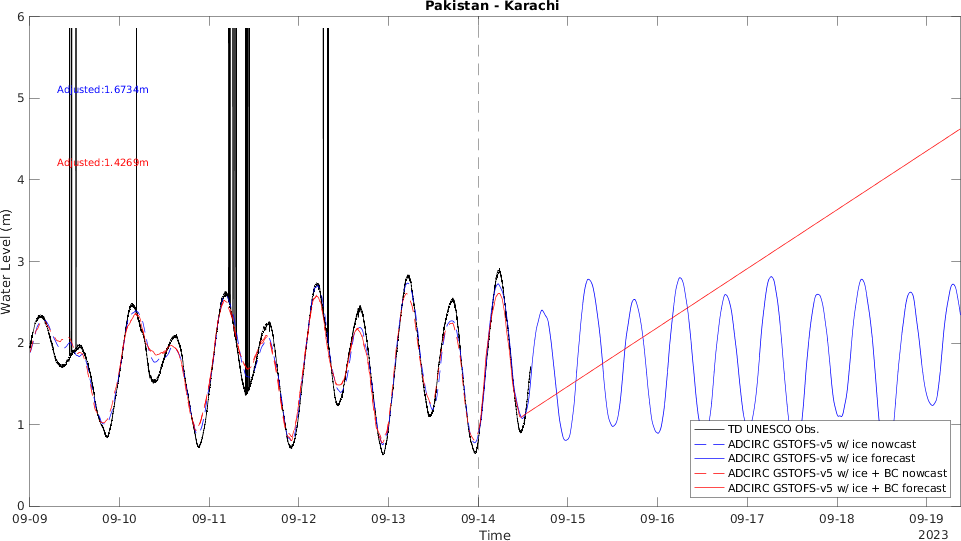 Pakistan - Karachi
6
5
4
3
2
1
0
Water Level (m)
Adjusted:1.6734m
Adjusted:1.4269m
TD UNESCO Obs.
ADCIRC GSTOFS-v5 w/ ice nowcast
ADCIRC GSTOFS-v5 w/ ice forecast
ADCIRC GSTOFS-v5 w/ ice + BC nowcast
ADCIRC GSTOFS-v5 w/ ice + BC forecast
09-09 09-10 09-11 09-12 09-13 09-14 09-15 09-16 09-17 09-18 09-19
Time
2023